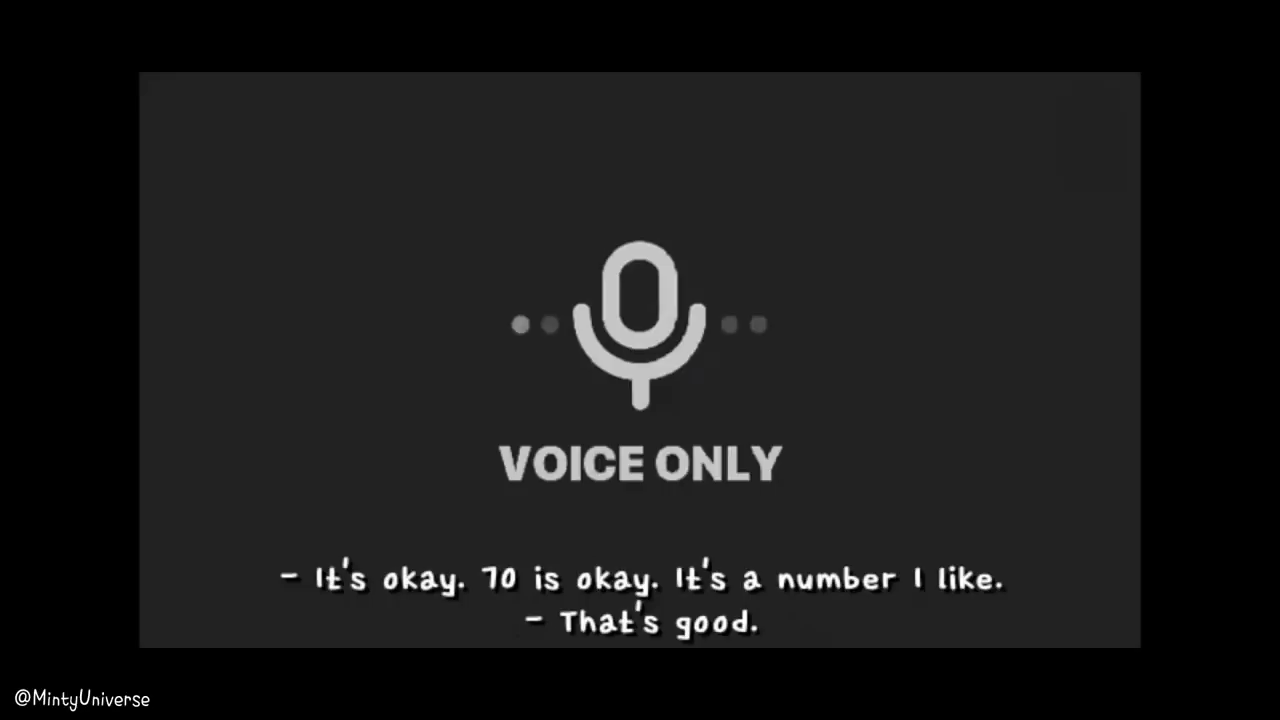 VOICE ONLY
- It's okay. 70 is okay. It's a number I like.
- That's good.
@MintyUniverse